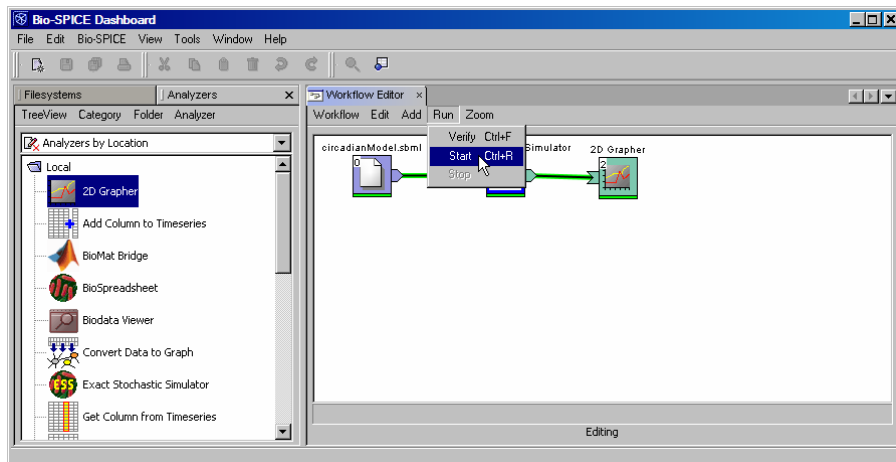 Bio-SPICE Dashboard
File Edit Bio-SPICE View Tools Window Help
Filesystems
Analyzers
TreeView Category Folder Analyzer
Analyzers by Location
Local
2D Grapher
Add Column to Timeseries
BioMat Bridge
BioSpreadsheet
Biodata Viewer
Convert Data to Graph
ESS
Exact Stochastic Simulator
Get Column from Timeseries
Workflow Editor
Workflow Edit Add Run Zoom
Verify Ctrl+F
Start Ctrl+R
Stop
circadianModel.sbml
0
Simulator
2D Grapher
2
Editing